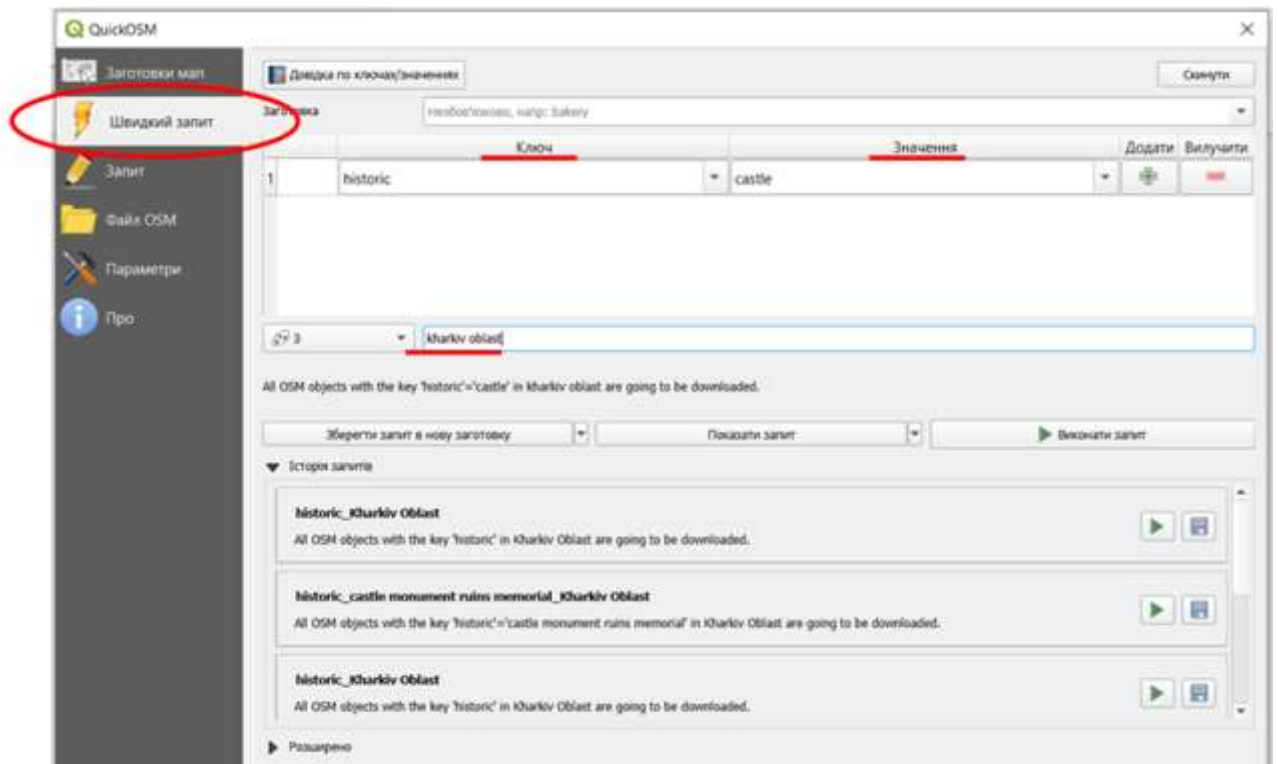 QuickOSM
Заготовки мап
Швидкий запит
Запит
Файл OSM
Параметри
Про
Довідка по ключах/значеннях
Скинути
Заготовка
Необов'язково, напр: bakery
Ключ
Значення
Додати
Вилучити
1
historic
castle
З
kharkiv oblast
All OSM objects with the key 'historic'='castle' in kharkiv oblast are going to be downloaded.
Зберегти запит в нову заготовку
Показати запит
Виконати запит
Історія запитів
historic_Kharkiv Oblast
All OSM objects with the key 'historic' in Kharkiv Oblast are going to be downloaded.
historic_castle monument ruins memorial_Kharkiv Oblast
All OSM objects with the key 'historic'='castle monument ruins memorial' in Kharkiv Oblast are going to be downloaded.
historic_Kharkiv Oblast
All OSM objects with the key 'historic' in Kharkiv Oblast are going to be downloaded.
Розширено